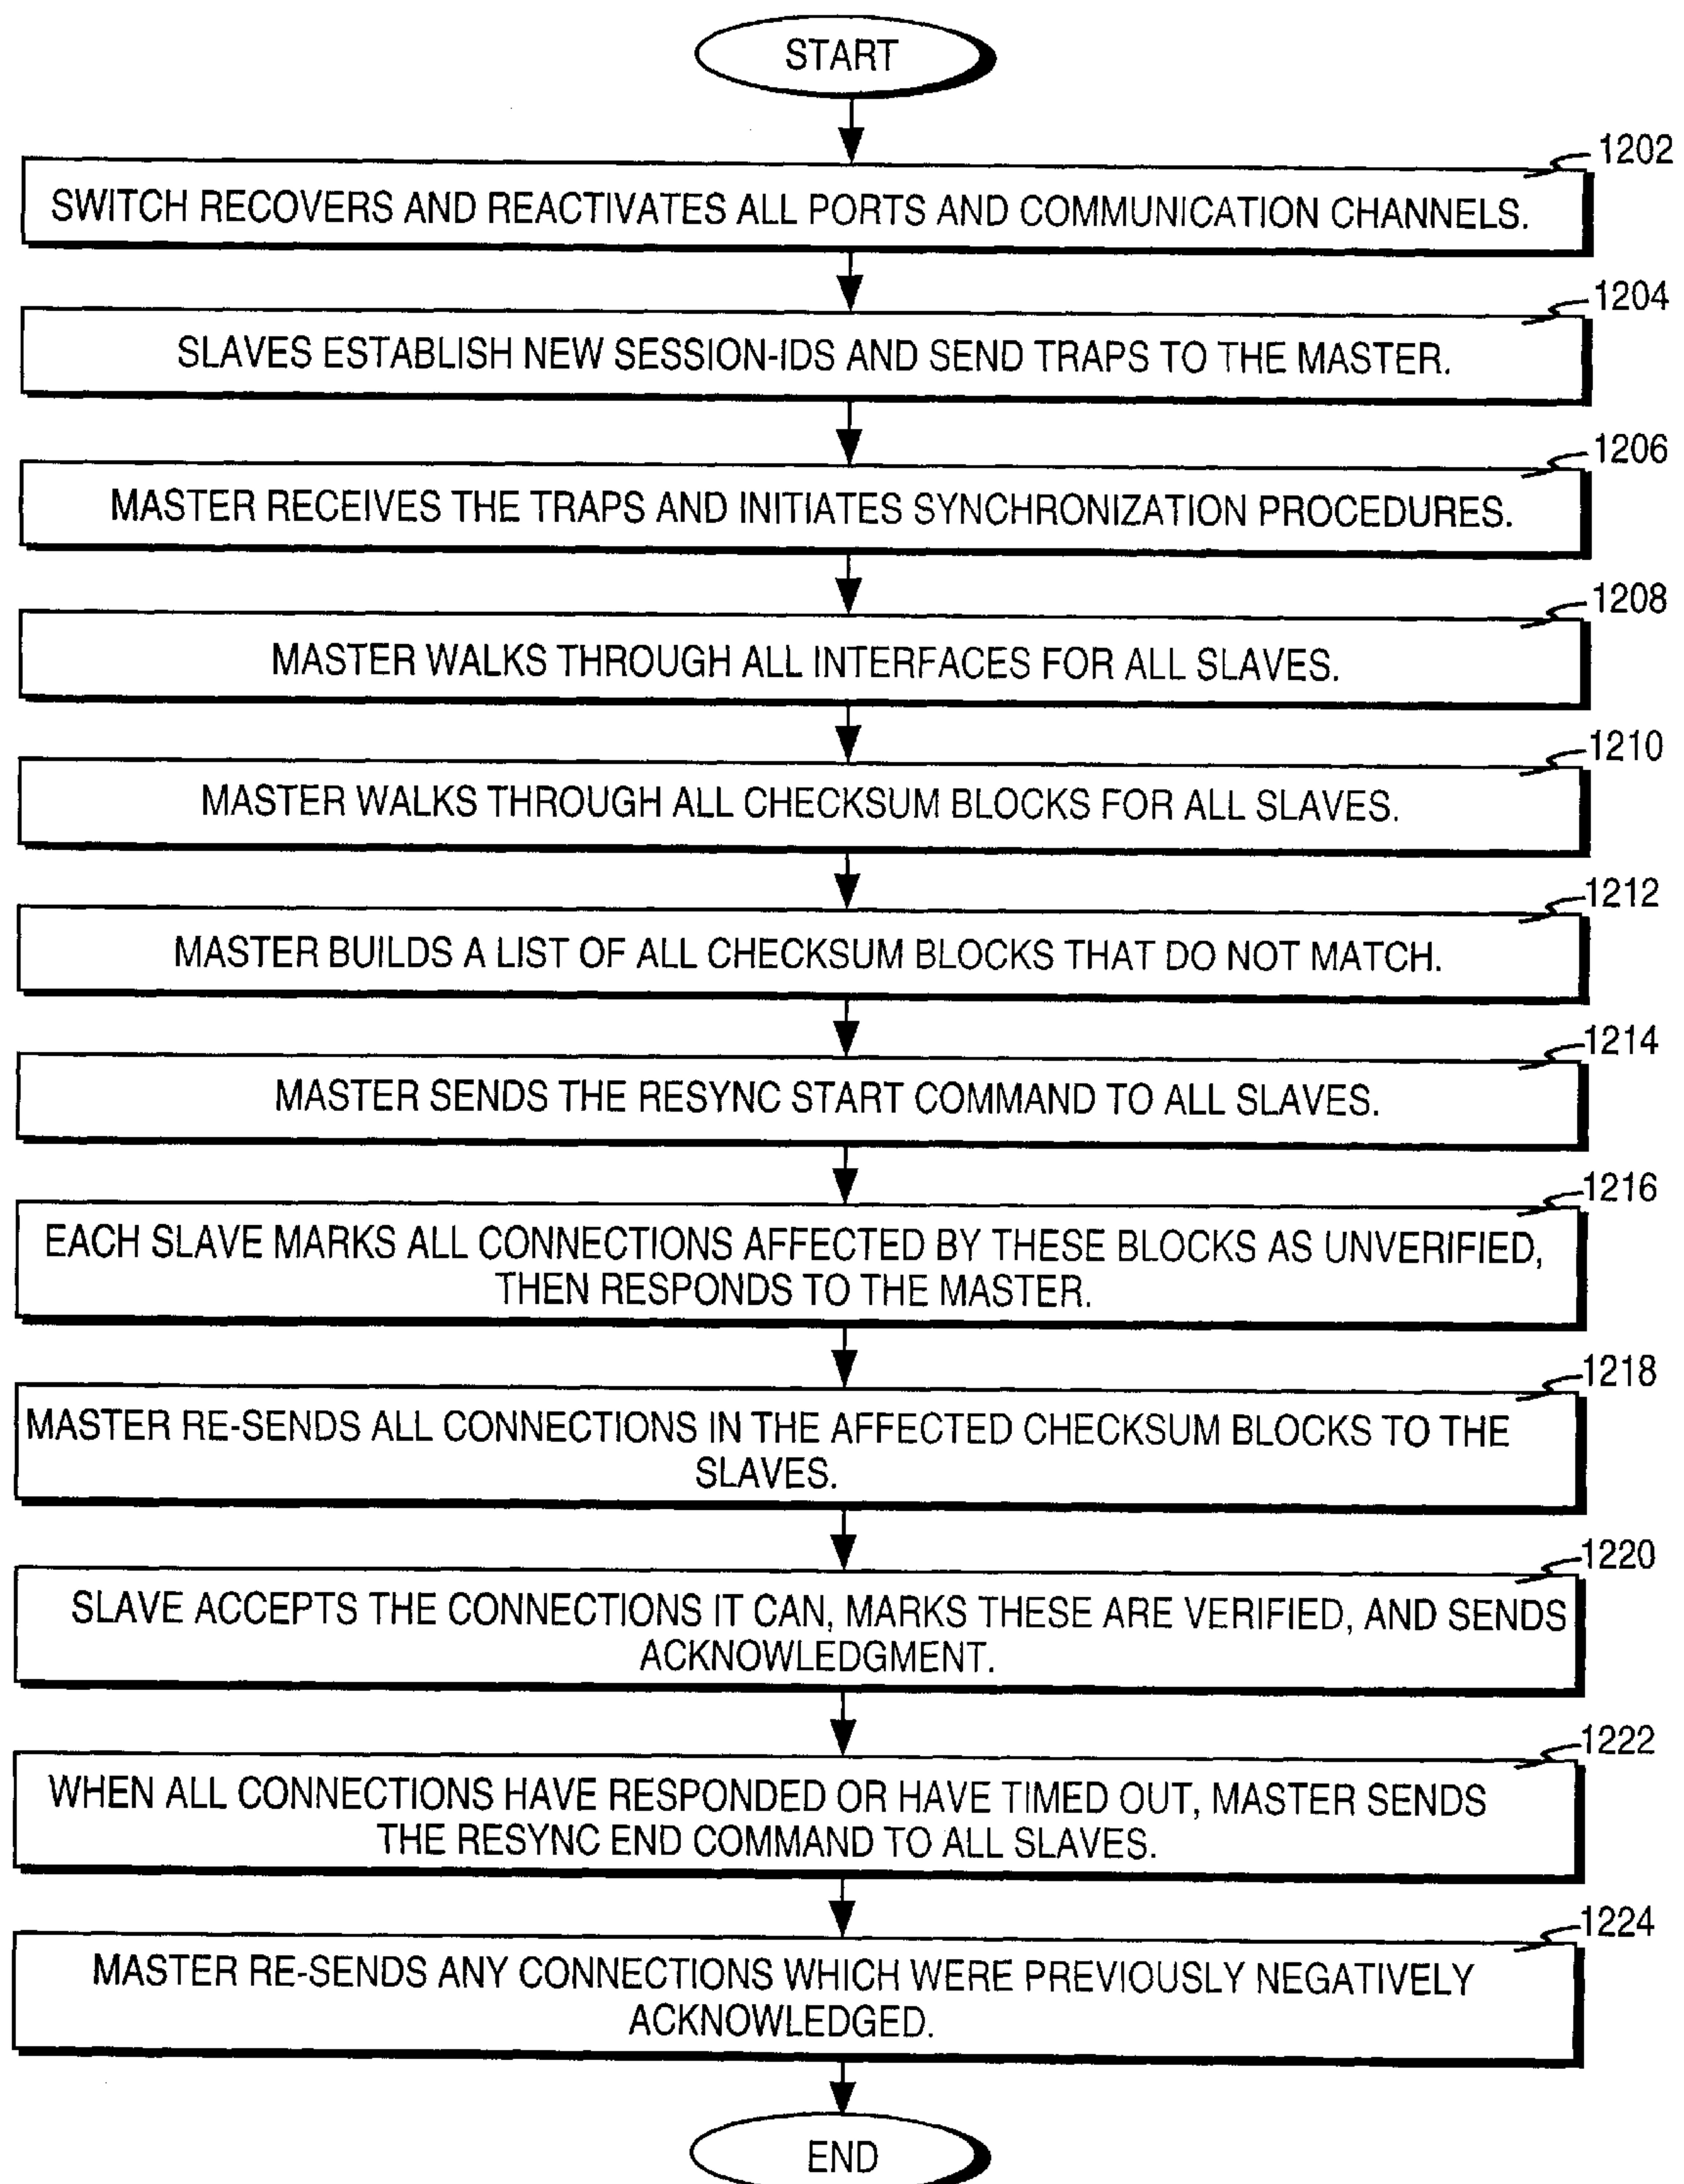 START
1202
SWITCH RECOVERS AND REACTIVATES ALL PORTS AND COMMUNICATION CHANNELS.
1204
SLAVES ESTABLISH NEW SESSION-IDS AND SEND TRAPS TO THE MASTER.
1206
MASTER RECEIVES THE TRAPS AND INITIATES SYNCHRONIZATION PROCEDURES.
1208
MASTER WALKS THROUGH ALL INTERFACES FOR ALL SLAVES.
1210
MASTER WALKS THROUGH ALL CHECKSUM BLOCKS FOR ALL SLAVES.
1212
MASTER BUILDS A LIST OF ALL CHECKSUM BLOCKS THAT DO NOT MATCH.
1214
MASTER SENDS THE RESYNC START COMMAND TO ALL SLAVES.
1216
EACH SLAVE MARKS ALL CONNECTIONS AFFECTED BY THESE BLOCKS AS UNVERIFIED,
THEN RESPONDS TO THE MASTER.
1218
MASTER RE-SENDS ALL CONNECTIONS IN THE AFFECTED CHECKSUM BLOCKS TO THE
SLAVES.
1220
SLAVE ACCEPTS THE CONNECTIONS IT CAN, MARKS THESE ARE VERIFIED, AND SENDS
ACKNOWLEDGMENT.
1222
WHEN ALL CONNECTIONS HAVE RESPONDED OR HAVE TIMED OUT, MASTER SENDS
THE RESYNC END COMMAND TO ALL SLAVES.
1224
MASTER RE-SENDS ANY CONNECTIONS WHICH WERE PREVIOUSLY NEGATIVELY
ACKNOWLEDGED.
END